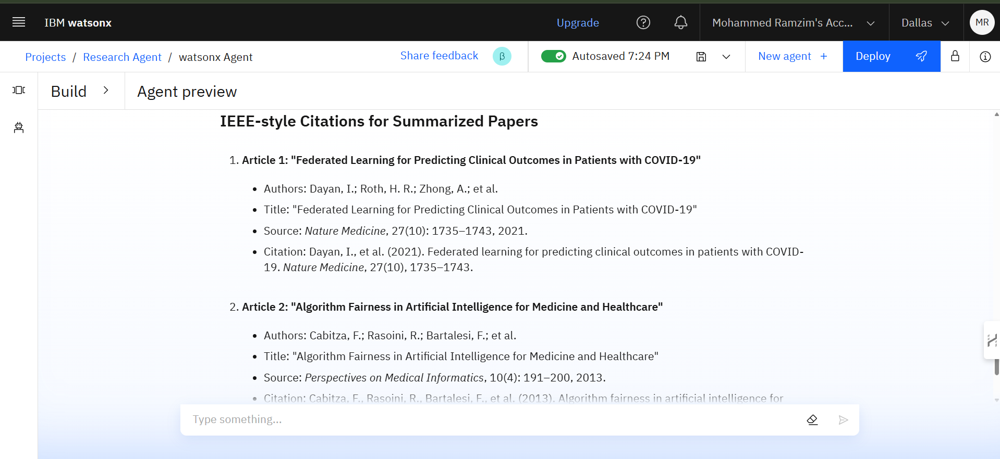 IBM watsonx
Upgrade
Mohammed Ramzim's Acc...
Dallas
MR
Projects / Research Agent / watsonx Agent
Share feedback
β
Autosaved 7:24 PM
New agent +
Deploy
Build
Agent preview
IEEE-style Citations for Summarized Papers
1. Article 1: "Federated Learning for Predicting Clinical Outcomes in Patients with COVID-19"
• Authors: Dayan, I.; Roth, H. R.; Zhong, A.; et al.
• Title: "Federated Learning for Predicting Clinical Outcomes in Patients with COVID-19"
• Source: Nature Medicine, 27(10): 1735–1743, 2021.
• Citation: Dayan, I., et al. (2021). Federated learning for predicting clinical outcomes in patients with COVID-
19. Nature Medicine, 27(10), 1735–1743.
2. Article 2: "Algorithm Fairness in Artificial Intelligence for Medicine and Healthcare"
• Authors: Cabitza, F.; Rasoini, R.; Bartalesi, F.; et al.
• Title: "Algorithm Fairness in Artificial Intelligence for Medicine and Healthcare"
• Source: Perspectives on Medical Informatics, 10(4): 191–200, 2013.
• Citation: Cabitza, F., Rasoini, R., Bartalesi, F., et al. (2013). Algorithm fairness in artificial intelligence for
Type something...